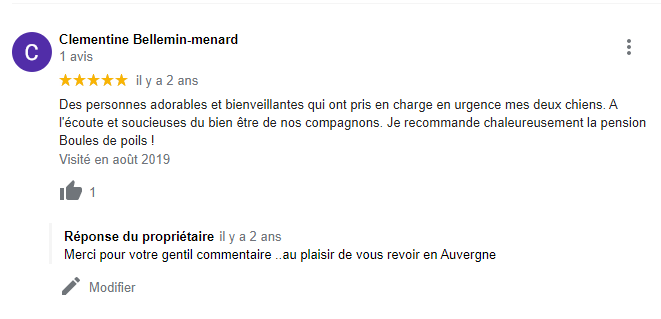 C
Clementine Bellemin-menard
1 avis
il y a 2 ans
Des personnes adorables et bienveillantes qui ont pris en charge en urgence mes deux chiens. A
l'écoute et soucieuses du bien être de nos compagnons. Je recommande chaleureusement la pension
Boules de poils !
Visité en août 2019
1
Réponse du propriétaire il y a 2 ans
Merci pour votre gentil commentaire ..au plaisir de vous revoir en Auvergne
Modifier